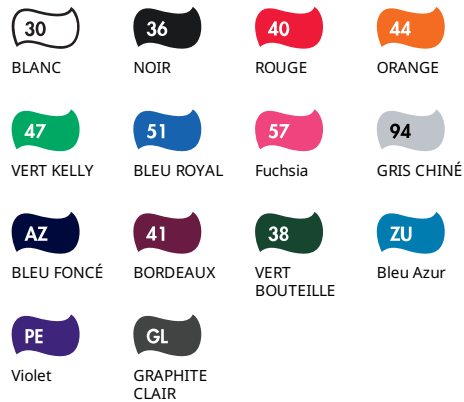 30 36 40 44
BLANC NOIR ROUGE ORANGE
47 51 57 94
VERT KELLY BLEU ROYAL Fuchsia GRIS CHINÉ
AZ 41 38 ZU
BLEU FONCÉ BORDEAUX VERT Bleu Azur
BOUTEILLE
PE GL
Violet GRAPHITE
CLAIR